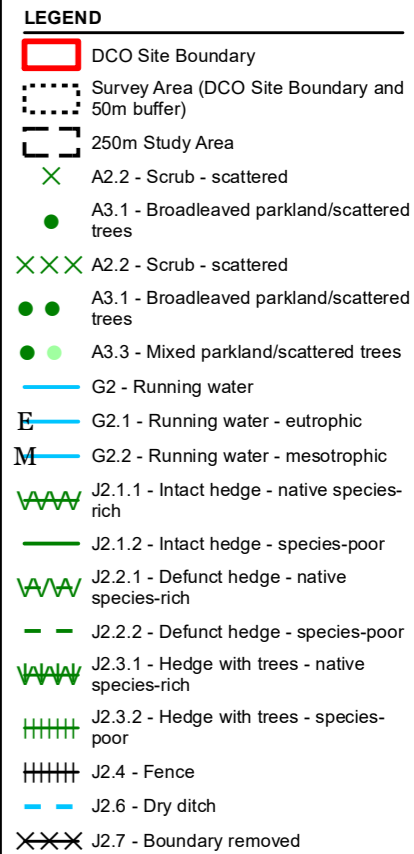 LEGEND
DCO Site Boundary
Survey Area (DCO Site Boundary and
50m buffer)
250m Study Area
A2.2 - Scrub - scattered
A3.1 - Broadleaved parkland/scattered
trees
A2.2 - Scrub - scattered
A3.1 - Broadleaved parkland/scattered
trees
A3.3 - Mixed parkland/scattered trees
G2 - Running water
E G2.1 - Running water - eutrophic
M G2.2 - Running water - mesotrophic
J2.1.1 - Intact hedge - native species-
rich
J2.1.2 - Intact hedge - species-poor
J2.2.1 - Defunct hedge - native
species-rich
J2.2.2 - Defunct hedge - species-poor
J2.3.1 - Hedge with trees - native
species-rich
J2.3.2 - Hedge with trees - species-
poor
J2.4 - Fence
J2.6 - Dry ditch
J2.7 - Boundary removed